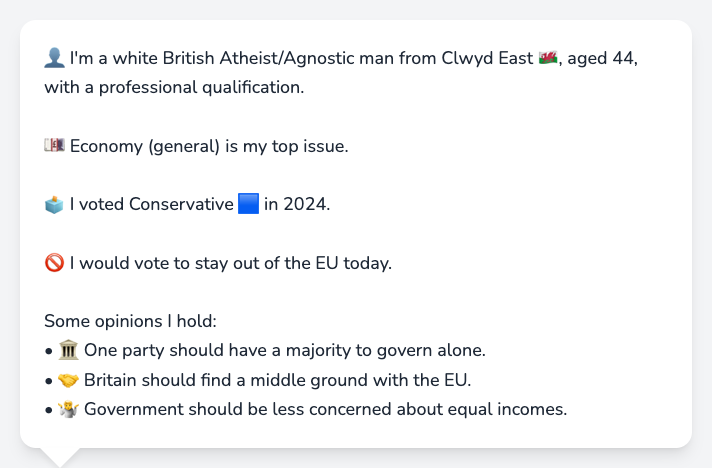 👤 I'm a white British Atheist/Agnostic man from Clwyd East 🏴󠁧󠁢󠁷󠁬󠁳󠁿, aged 44,
with a professional qualification.
💷 Economy (general) is my top issue.
🗳️ I voted Conservative 🟦 in 2024.
🚫 I would vote to stay out of the EU today.
Some opinions I hold:
• 🏛️ One party should have a majority to govern alone.
• 🤝 Britain should find a middle ground with the EU.
• 🤷 Government should be less concerned about equal incomes.